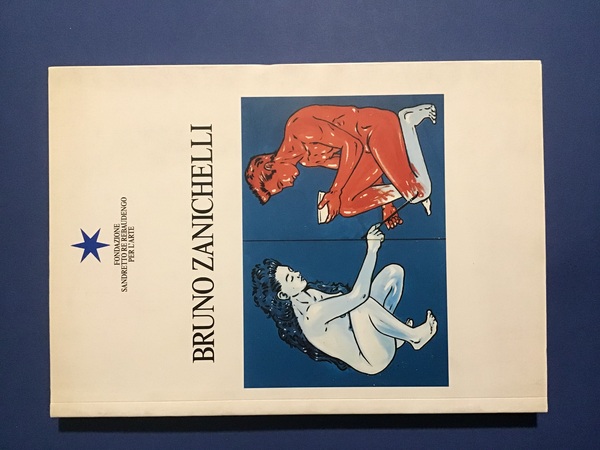 FONDAZIONE
SANDRETTO RE REBAUDENGO
PER L'ARTE
BRUNO ZANICHELLI